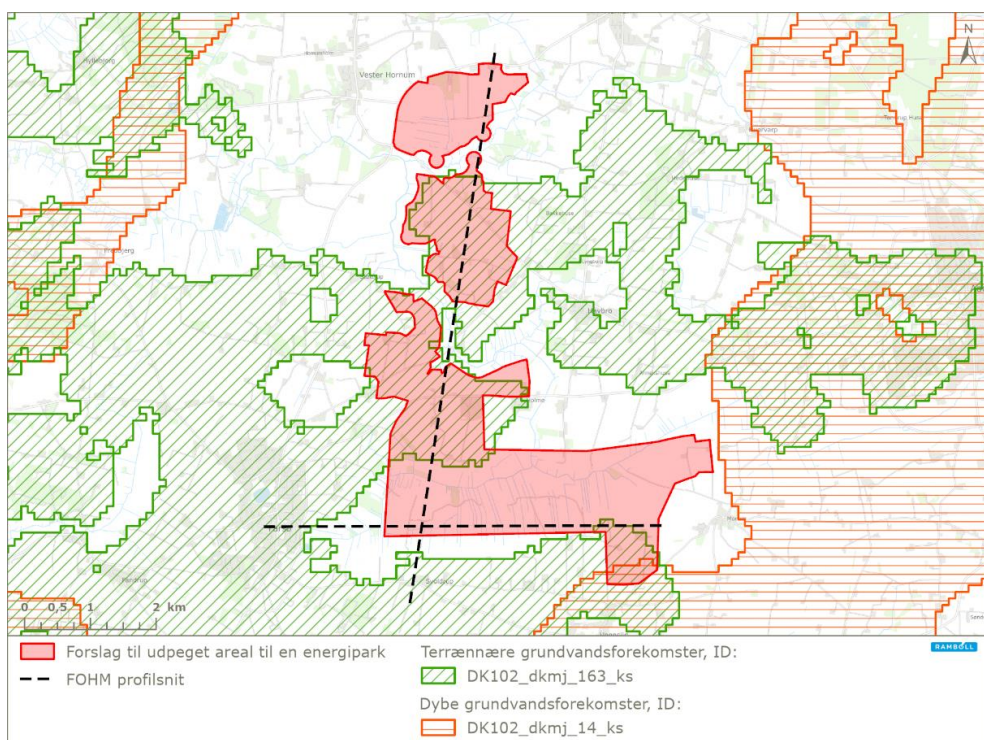 N
Vester Hornum
0 0,5 1 2 km
RAMBOLL
Forslag til udpeget areal til en energipark
FOHM profilsnit
Terrænnære grundvandsforekomster, ID:
DK102_dkmj_163_ks
Dybe grundvandsforekomster, ID:
DK102_dkmj_14_ks